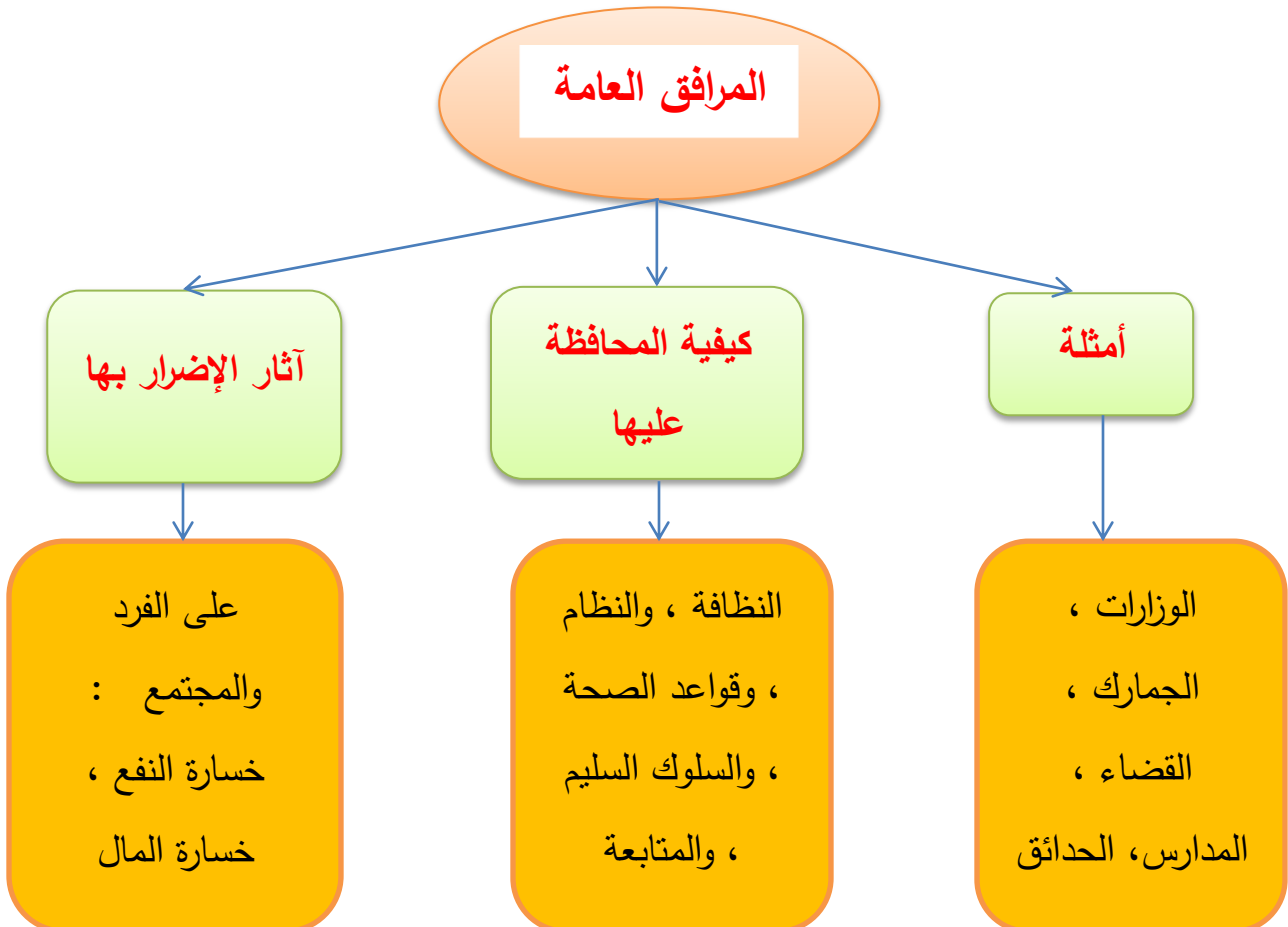 المرافق العامة
أمثلة
كيفية المحافظة
عليها
آثار الإضرار بها
الوزارات ،
الجمارك ،
القضاء ،
المدارس، الحدائق
النظافة ، والنظام
، وقواعد الصحة
، والسلوك السليم
، والمتابعة
على الفرد
والمجتمع :
خسارة النفع ،
خسارة المال